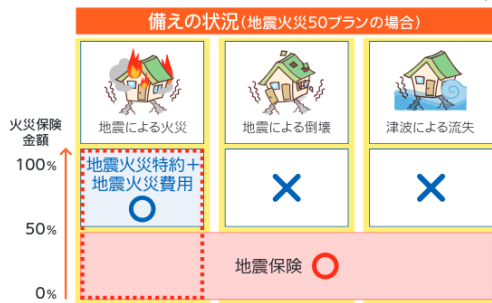 備えの状況(地震火災50プランの場合)
地震による火災
地震による倒壊
津波による流失
火災保険
金額
100%
地震火災特約+
地震火災費用
50%
地震保険
0%